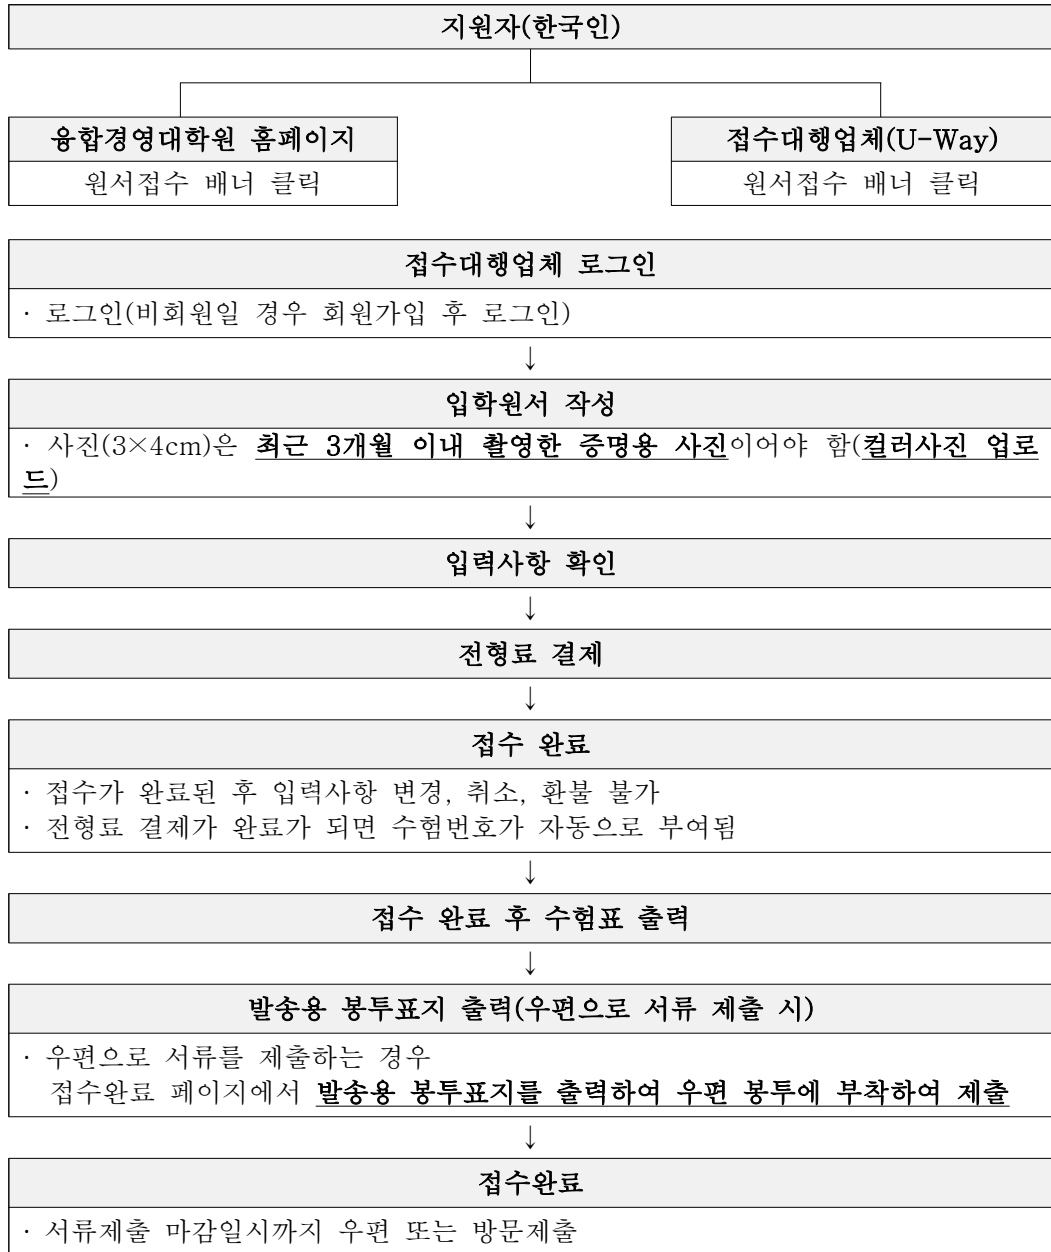 지원자(한국인)
융합경영대학원 홈페이지
원서접수 배너 클릭
접수대행업체(U-Way)
원서접수 배너 클릭
접수대행업체 로그인
· 로그인(비회원일 경우 회원가입 후 로그인)
↓
입학원서 작성
· 사진(3×4cm)은 최근 3개월 이내 촬영한 증명용 사진이어야 함(컬러사진 업로
드)
↓
입력사항 확인
↓
전형료 결제
↓
접수 완료
· 접수가 완료된 후 입력사항 변경, 취소, 환불 불가
· 전형료 결제가 완료가 되면 수험번호가 자동으로 부여됨
↓
접수 완료 후 수험표 출력
↓
발송용 봉투표지 출력(우편으로 서류 제출 시)
· 우편으로 서류를 제출하는 경우
접수완료 페이지에서 발송용 봉투표지를 출력하여 우편 봉투에 부착하여 제출
↓
접수완료
· 서류제출 마감일시까지 우편 또는 방문제출